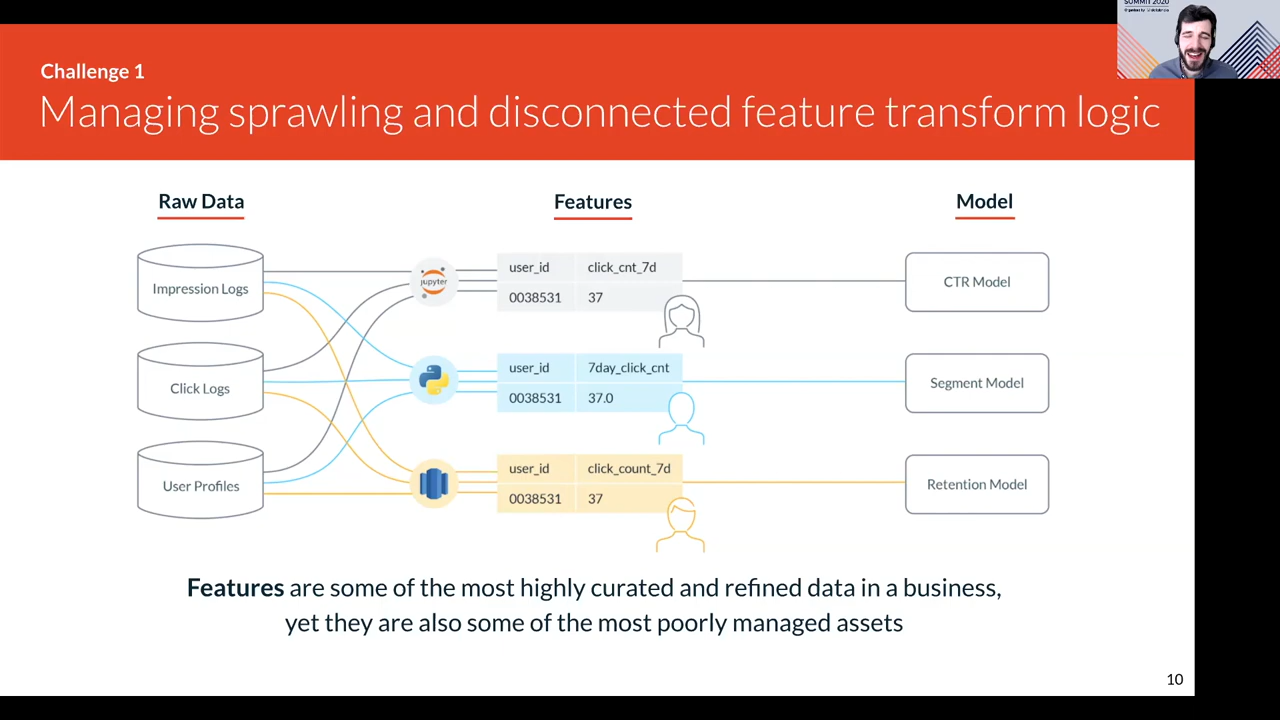 SUMMIT 2020
Challenge 1
Managing sprawling and disconnected feature transform logic
Raw Data
Features
Model
Impression Logs
Click Logs
User Profiles
jupyter
user_id click_cnt_7d
0038531 37
user_id 7day_click_cnt
0038531 37.0
user_id click_count_7d
0038531 37
CTR Model
Segment Model
Retention Model
Features are some of the most highly curated and refined data in a business,
yet they are also some of the most poorly managed assets
10